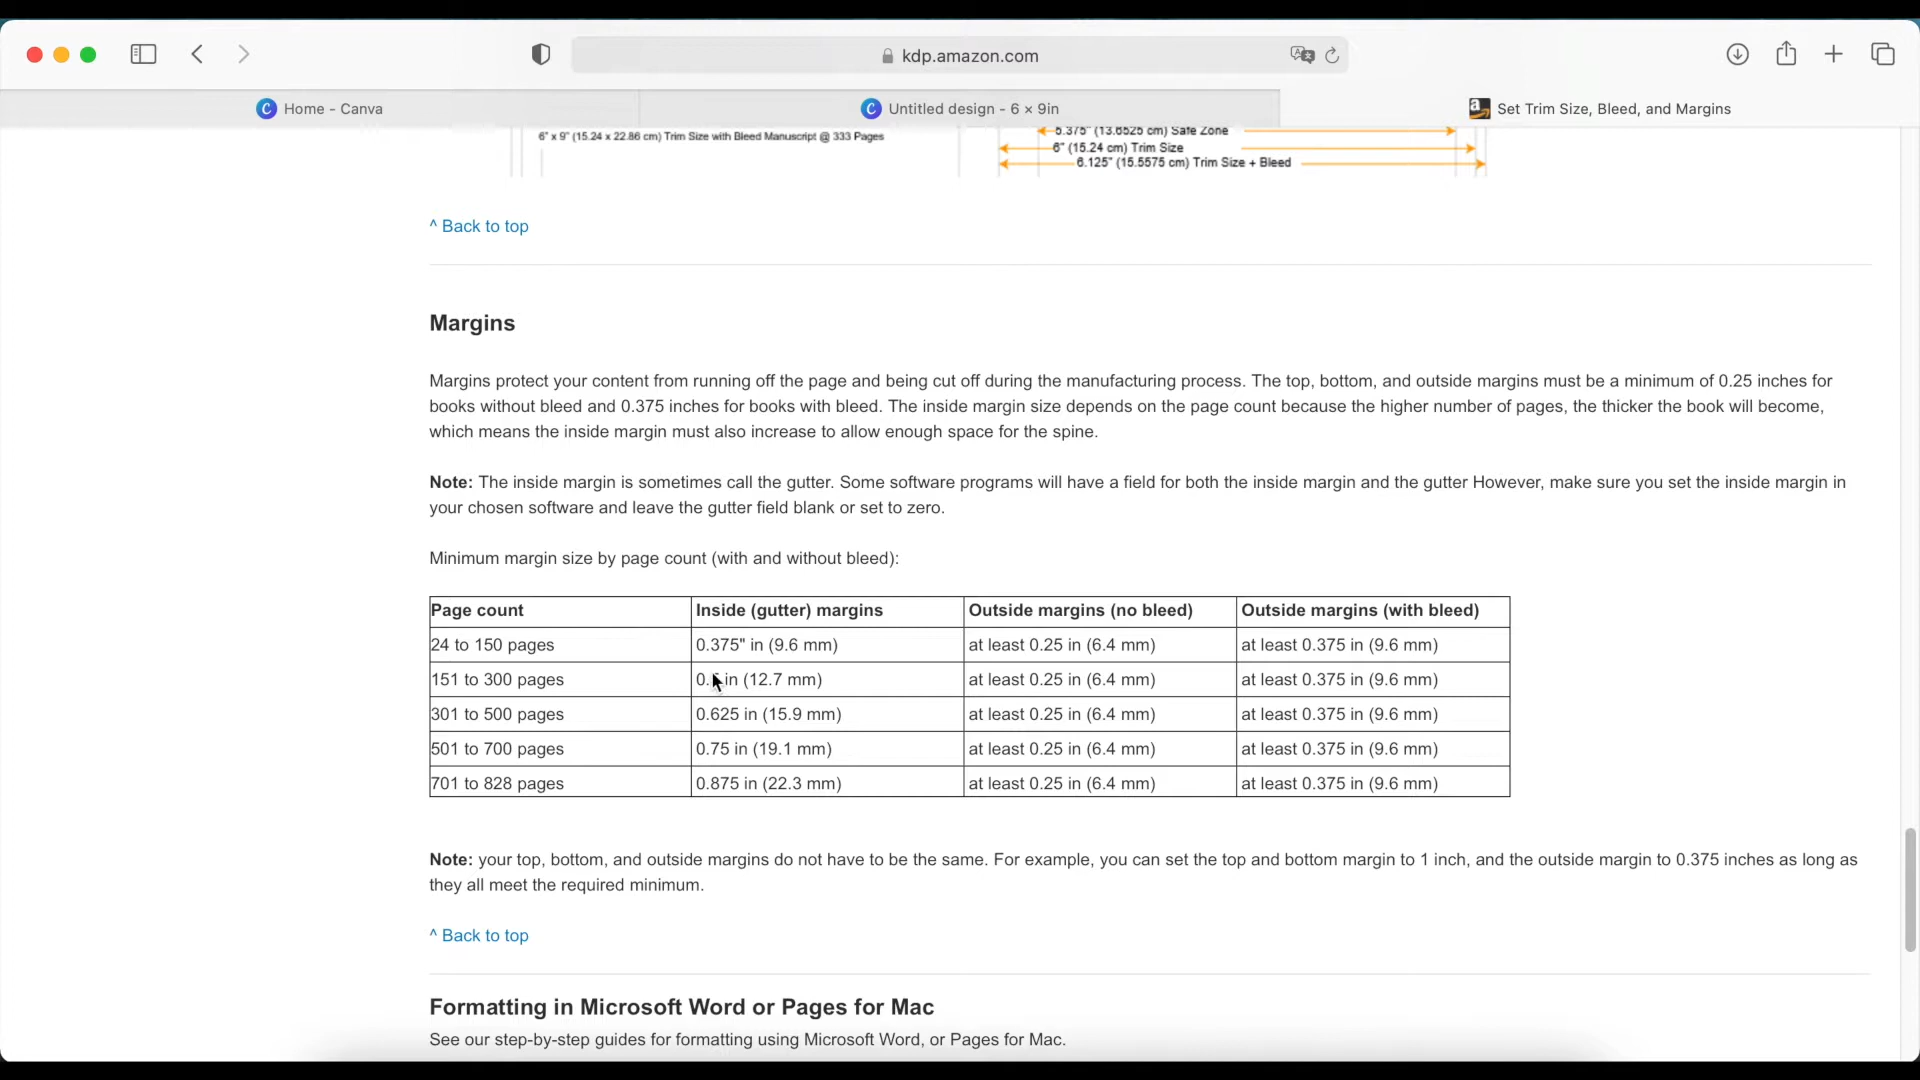 kdp.amazon.com
Home - Canva
Untitled design - 6 × 9in
Set Trim Size, Bleed, and Margins
6" x 9" (15.24 x 22.86 cm) Trim Size with Bleed Manuscript @ 333 Pages
5.375" (13.6525 cm) Safe Zone
6" (15.24 cm) Trim Size
6.125" (15.5575 cm) Trim Size + Bleed
^ Back to top
Margins
Margins protect your content from running off the page and being cut off during the manufacturing process. The top, bottom, and outside margins must be a minimum of 0.25 inches for
books without bleed and 0.375 inches for books with bleed. The inside margin size depends on the page count because the higher number of pages, the thicker the book will become,
which means the inside margin must also increase to allow enough space for the spine.
Note: The inside margin is sometimes call the gutter. Some software programs will have a field for both the inside margin and the gutter However, make sure you set the inside margin in
your chosen software and leave the gutter field blank or set to zero.
Minimum margin size by page count (with and without bleed):
Page count Inside (gutter) margins Outside margins (no bleed) Outside margins (with bleed)
24 to 150 pages 0.375" in (9.6 mm) at least 0.25 in (6.4 mm) at least 0.375 in (9.6 mm)
151 to 300 pages in (12.7 mm) at least 0.25 in (6.4 mm) at least 0.375 in (9.6 mm)
301 to 500 pages 0.625 in (15.9 mm) at least 0.25 in (6.4 mm) at least 0.375 in (9.6 mm)
501 to 700 pages 0.75 in (19.1 mm) at least 0.25 in (6.4 mm) at least 0.375 in (9.6 mm)
701 to 828 pages 0.875 in (22.3 mm) at least 0.25 in (6.4 mm) at least 0.375 in (9.6 mm)
Note: your top, bottom, and outside margins do not have to be the same. For example, you can set the top and bottom margin to 1 inch, and the outside margin to 0.375 inches as long as
they all meet the required minimum.
^ Back to top
Formatting in Microsoft Word or Pages for Mac
See our step-by-step guides for formatting using Microsoft Word, or Pages for Mac.